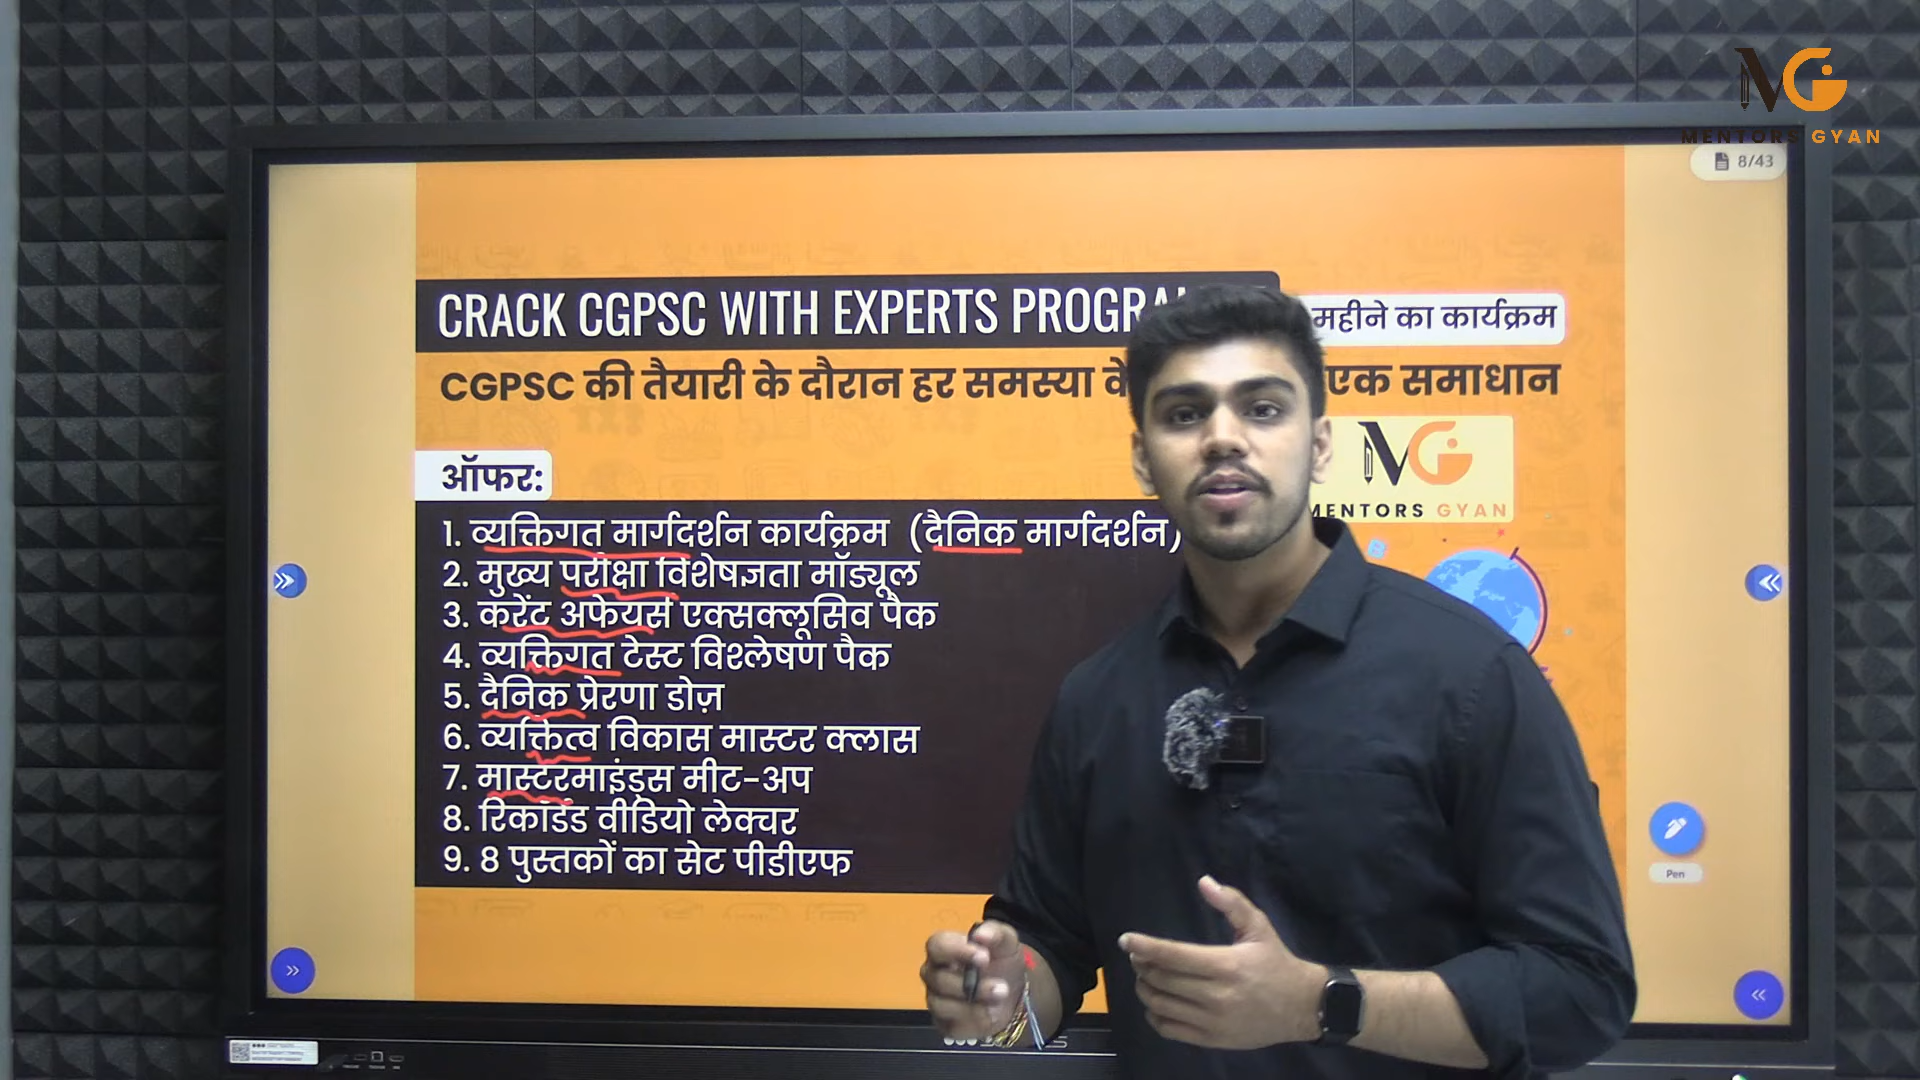 MENTORS GYAN
8/43
CRACK CGPSC WITH EXPERTS
महीने का कार्यक्रम
CGPSC की तैयारी के दौरान हर समस्या एक समाधान
MENTORS GYAN
ऑफर:
1. व्यक्तिगत मार्गदर्शन कार्यक्रम (दैनिक मार्गदर्शन)
2. मुख्य परीक्षा विशेषज्ञता मॉड्यूल
3. करेंट अफेयर्स एक्सक्लूसिव पैक
4. व्यक्तिगत टेस्ट विश्लेषण पैक
5. दैनिक प्रेरणा डोज़
6. व्यक्तित्व विकास मास्टर क्लास
7. मास्टरमाइंड्स मीट-अप
8. रिकॉर्डेड वीडियो लेक्चर
9. 8 पुस्तकों का सेट पीडीएफ
Pen